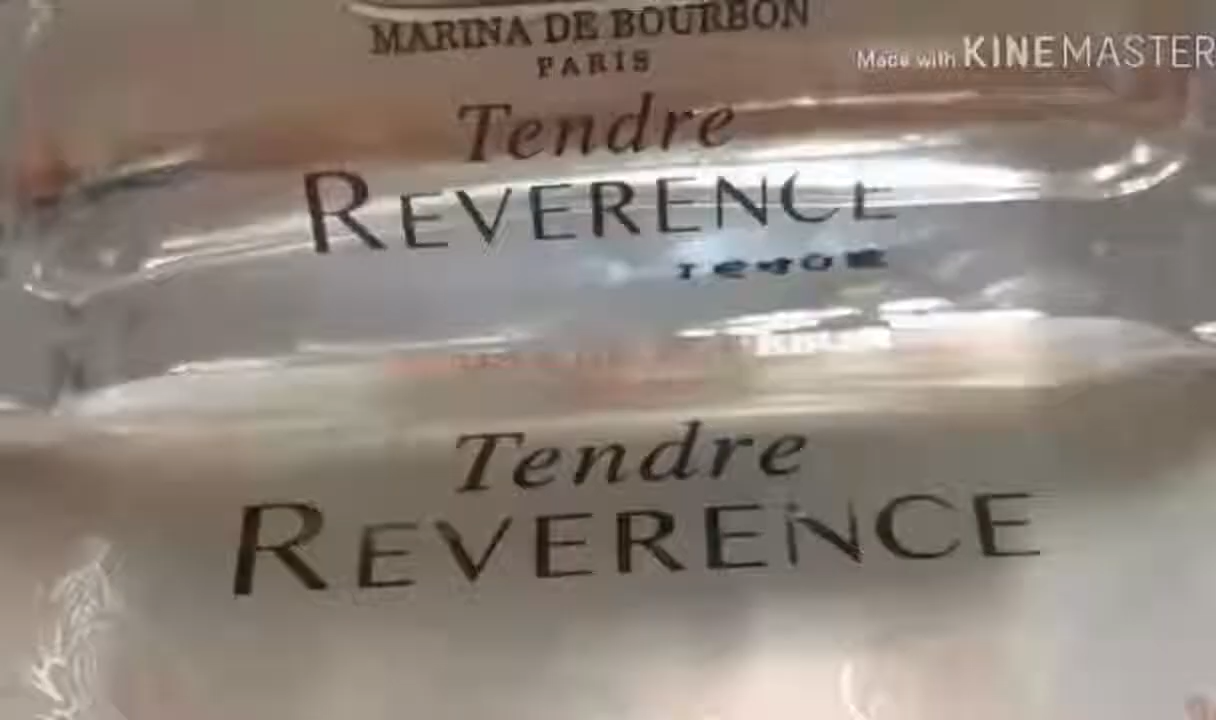 MARINA DE BOURBON
PARIS
Made with KINEMASTER
Tendre
REVERENCE
Tendre
REVERENCE